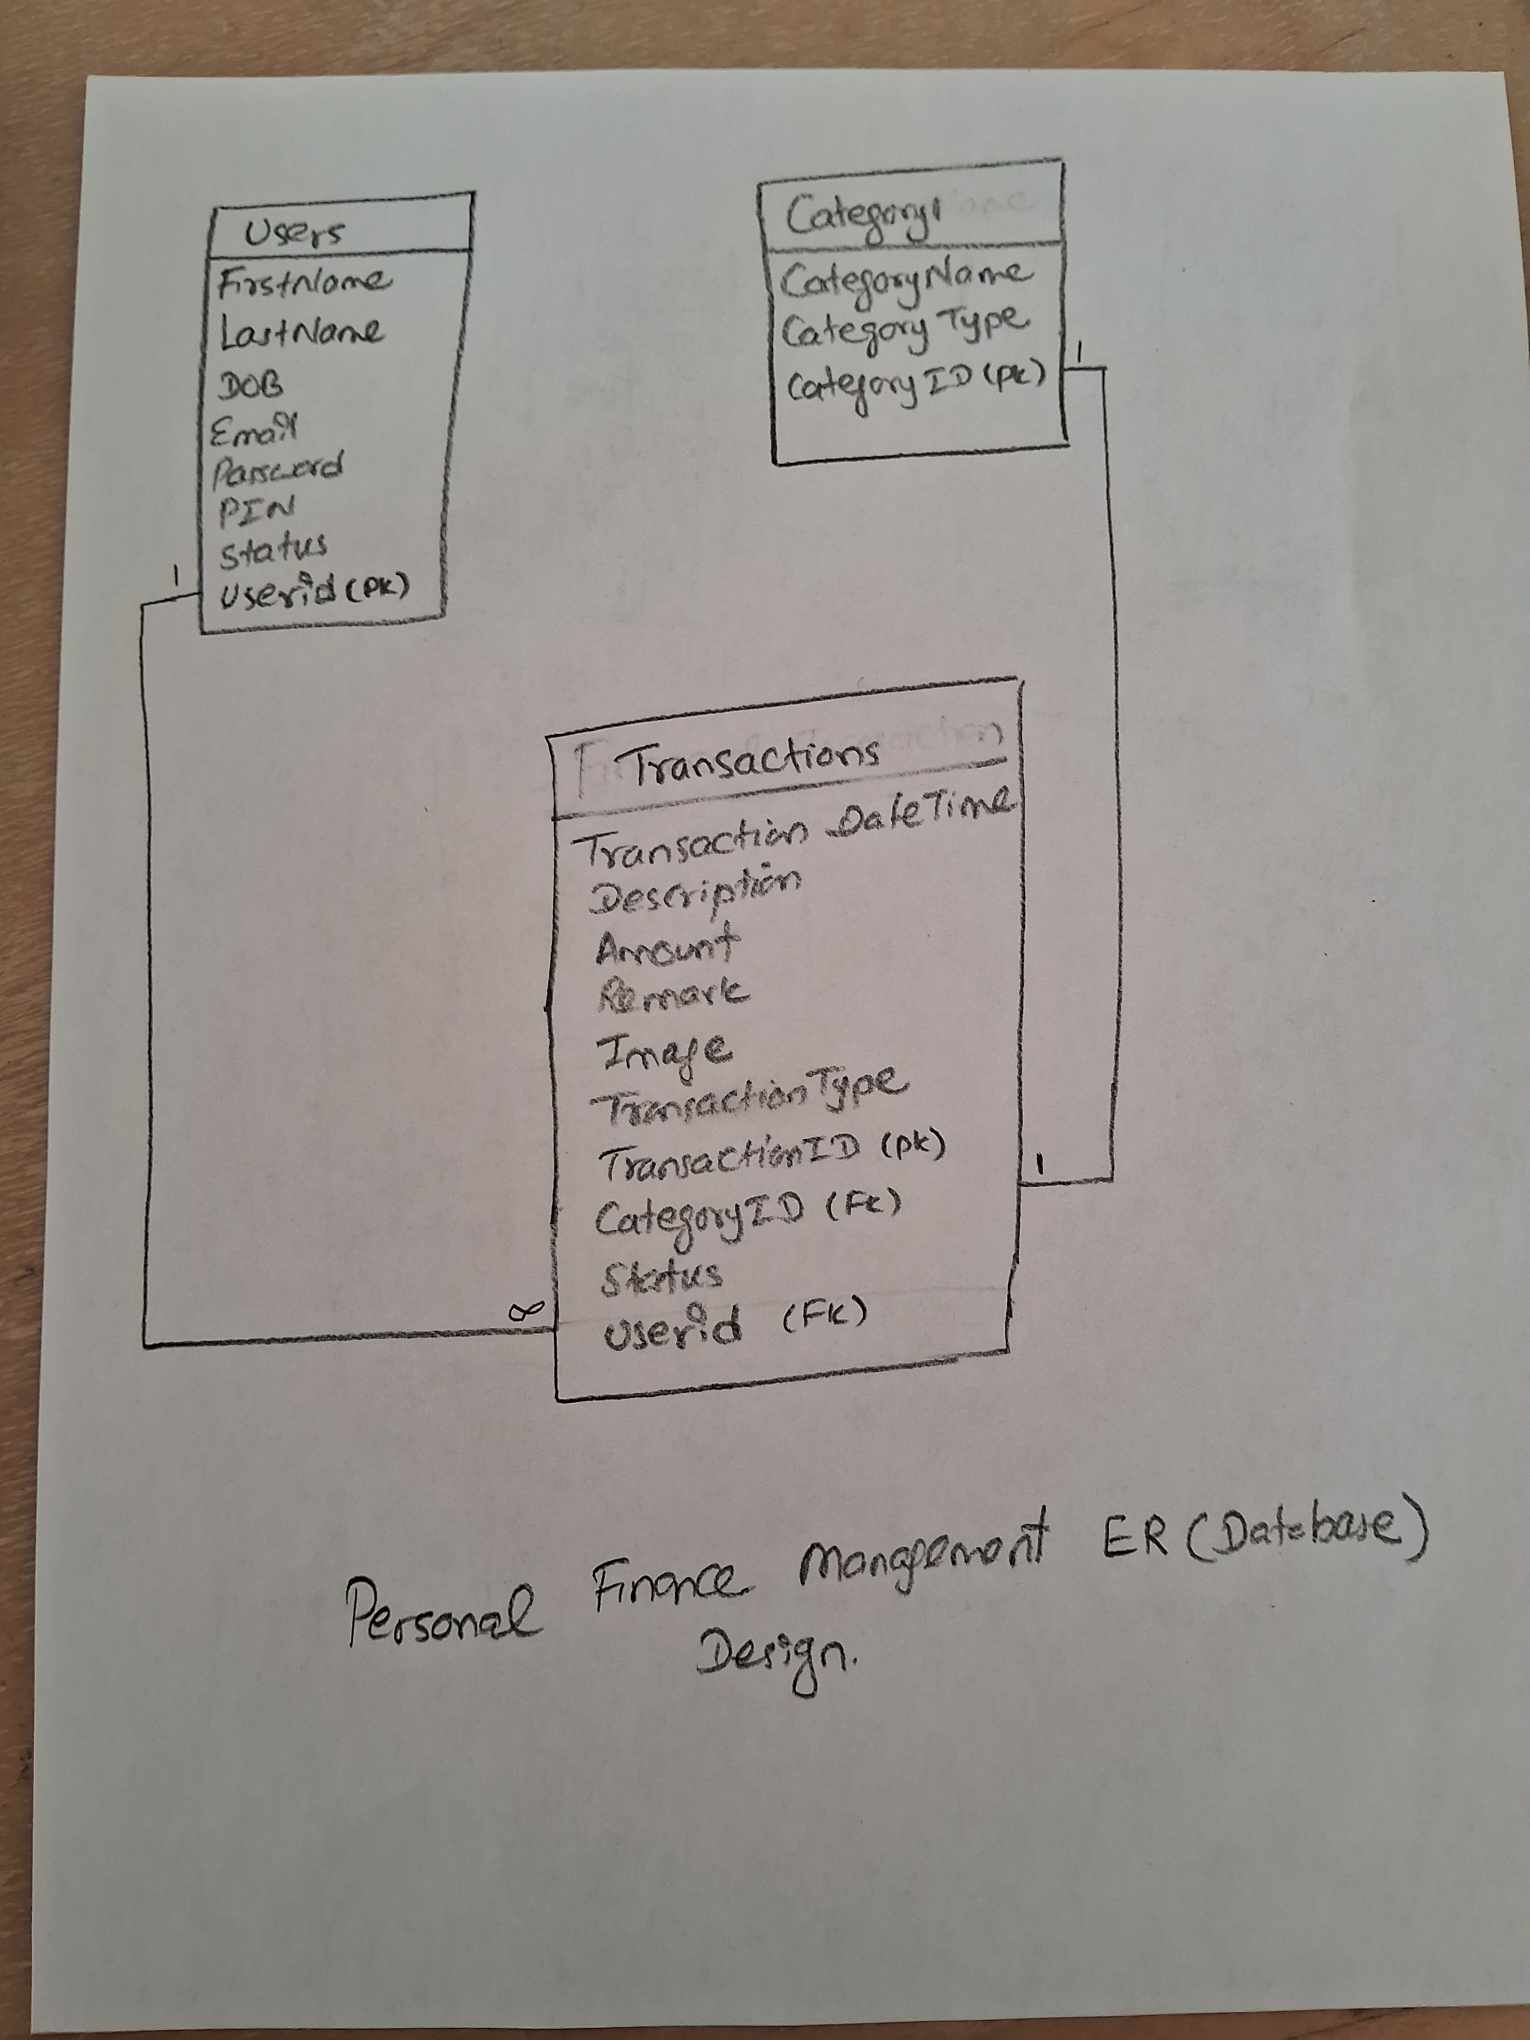 Users
FirstName
LastName
DOB
Email
Password
PIN
Status
Userid (PK)
1
Category
CategoryName
Category Type
Category ID (PK)
1
Transactions
Transaction DateTime
Description
Amount
Remark
Image
TransactionType
TransactionID (PK)
1
CategoryID (FK)
Status
∞
Userid (FK)
Personal Finance Management ER (Database)
Design.